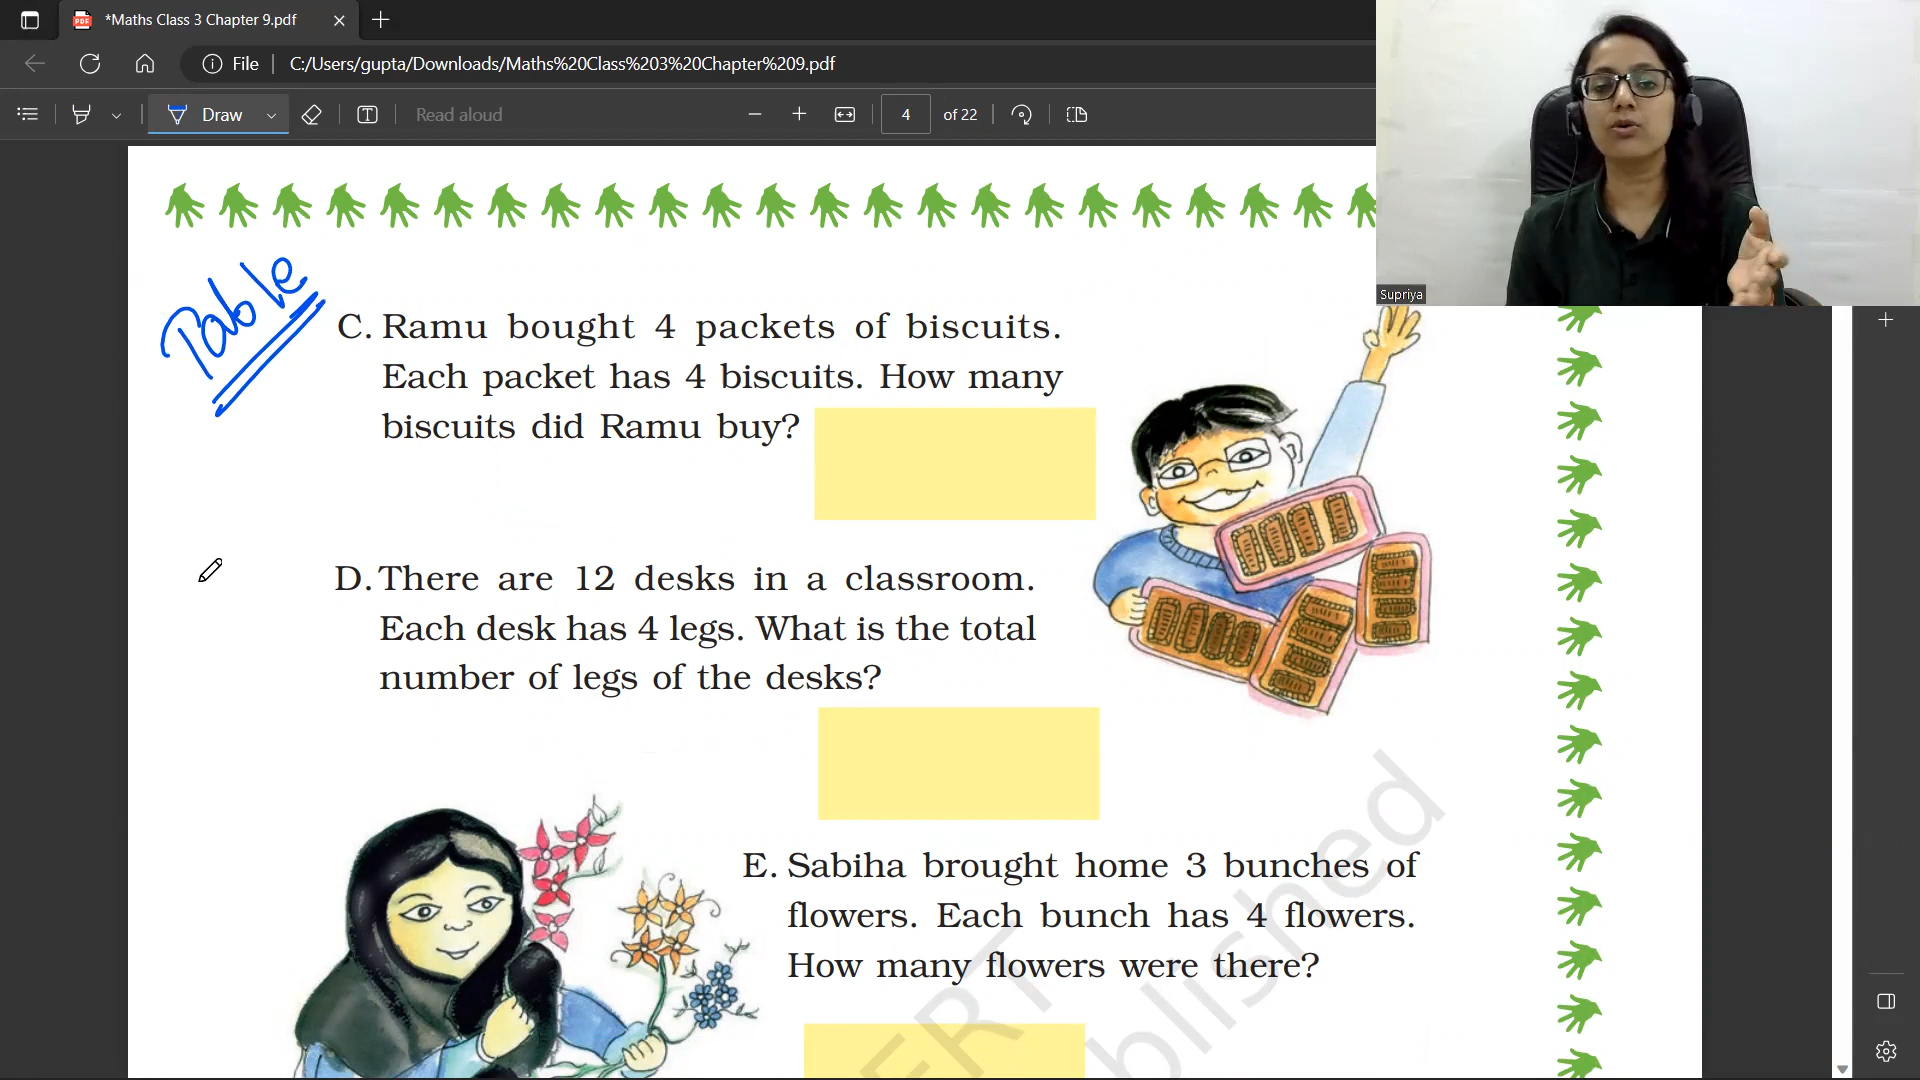 *Maths Class 3 Chapter 9.pdf
File
C:/Users/gupta/Downloads/Maths%20Class%203%20Chapter%209.pdf
Draw
Read aloud
4 of 22
Supriya
Table
C. Ramu bought 4 packets of biscuits.
Each packet has 4 biscuits. How many
biscuits did Ramu buy?
D. There are 12 desks in a classroom.
Each desk has 4 legs. What is the total
number of legs of the desks?
E. Sabiha brought home 3 bunches of
flowers. Each bunch has 4 flowers.
How many flowers were there?
ERT
blished